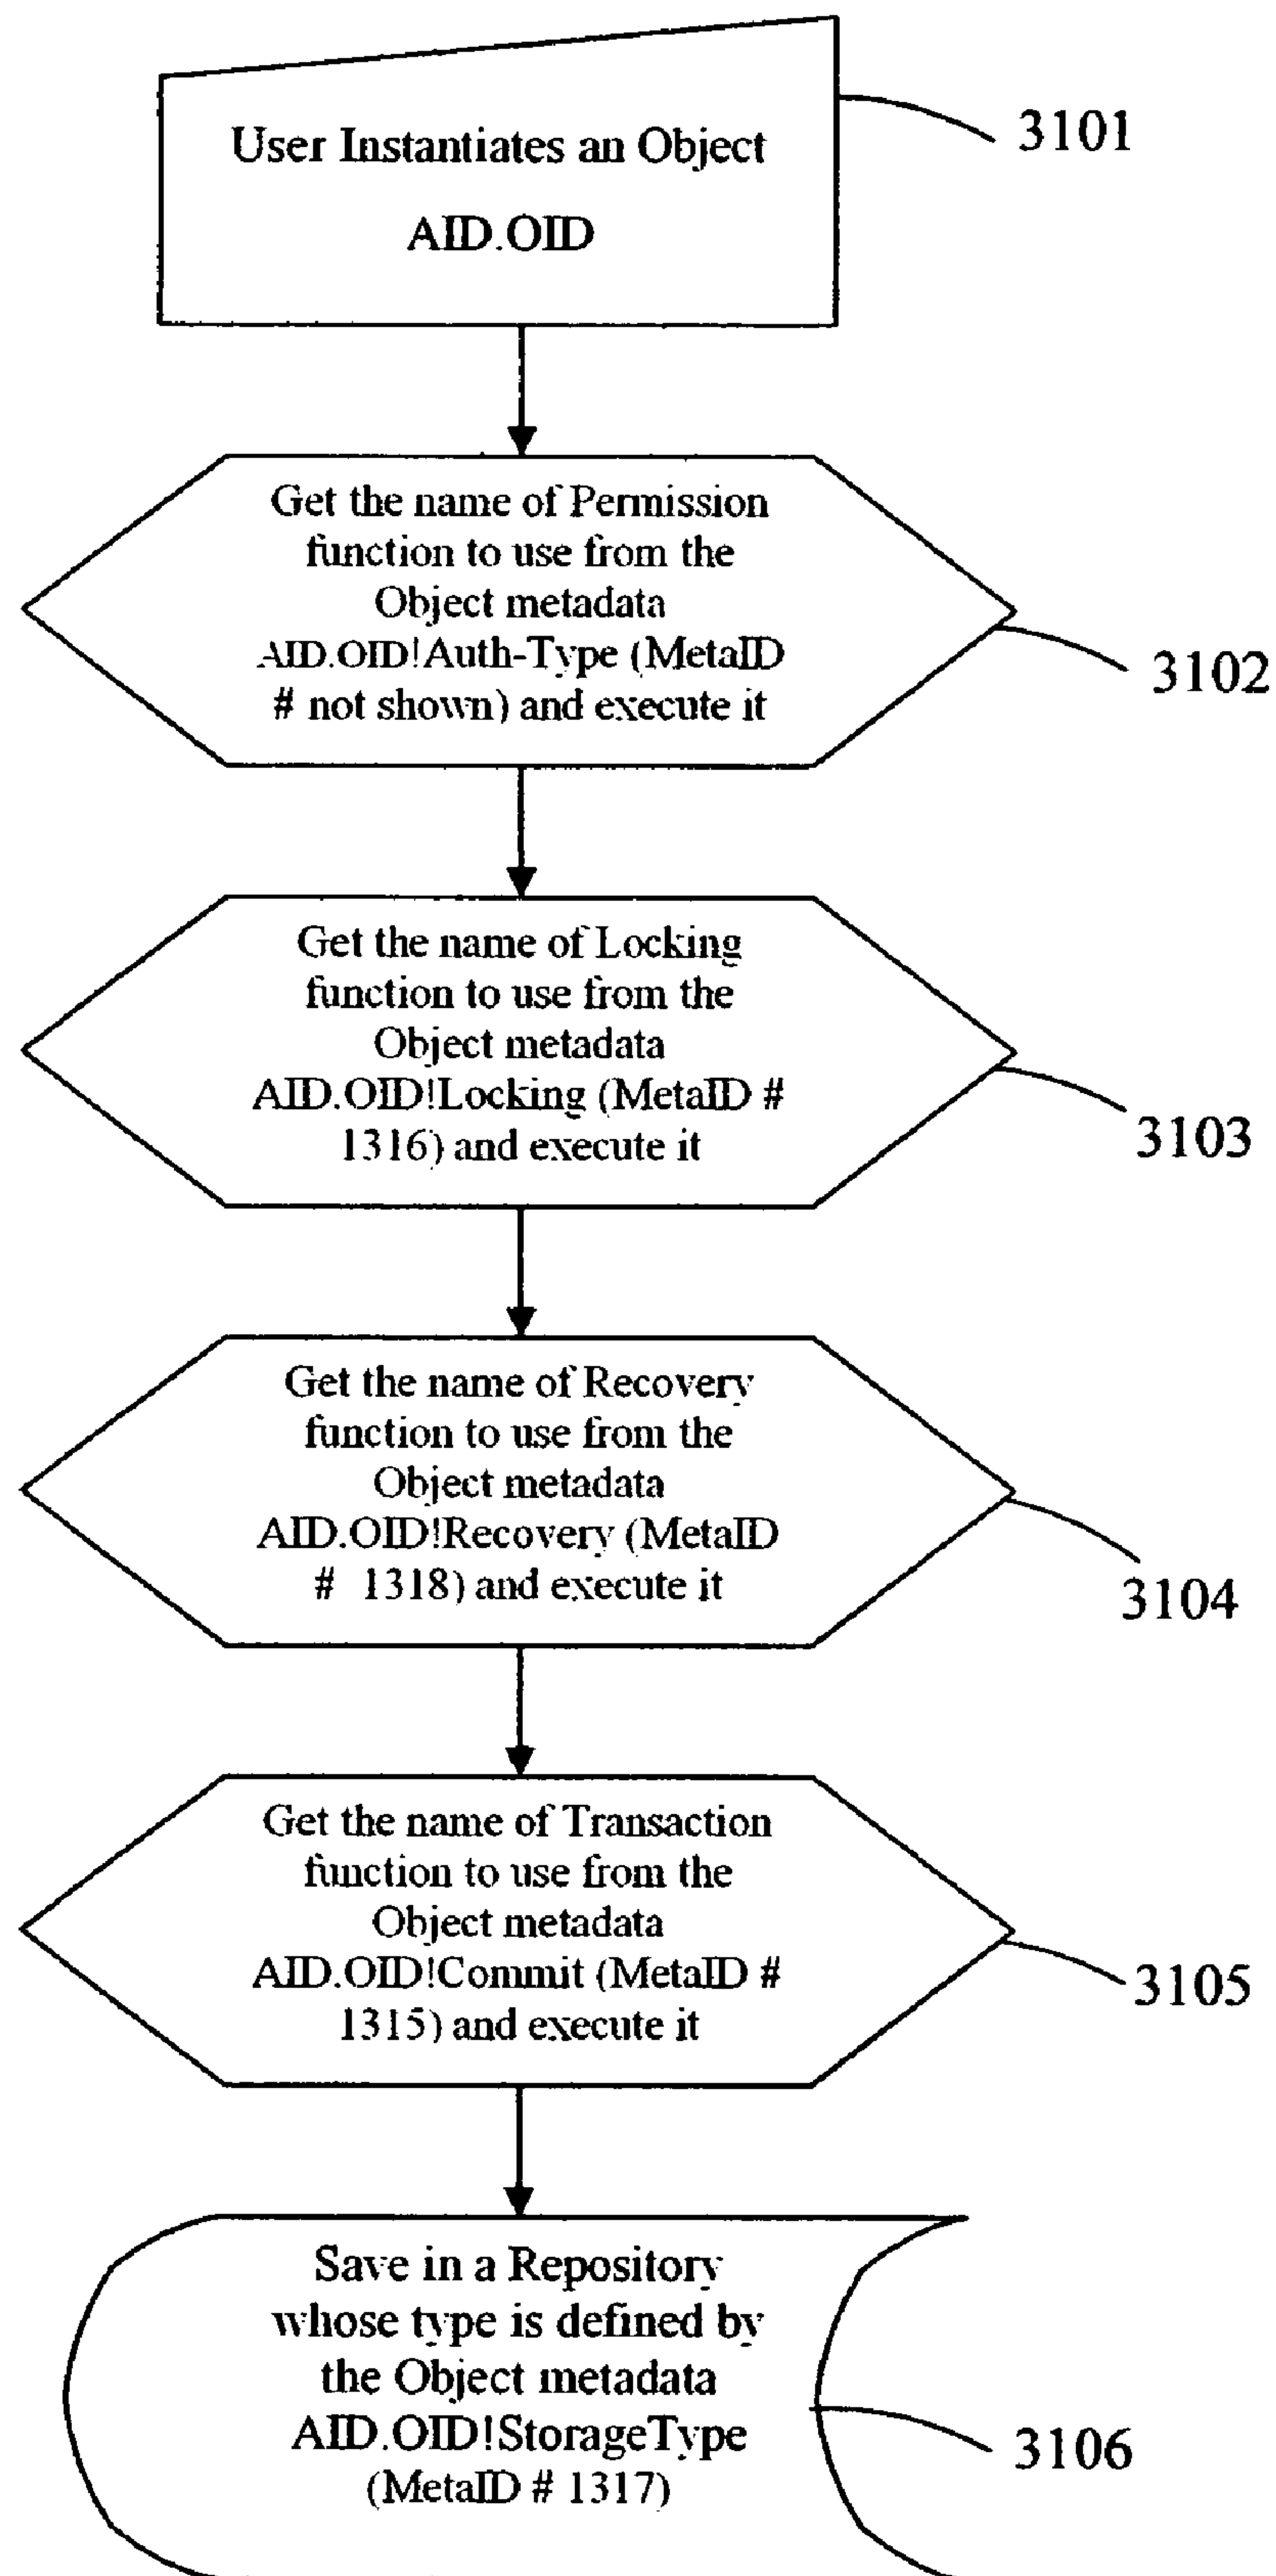 User Instantiates an Object
AID.OID
3101
Get the name of Permission
function to use from the
Object metadata
AID.OID!Auth-Type (MetaID
# not shown) and execute it
3102
Get the name of Locking
function to use from the
Object metadata
AID.OID!Locking (MetaID #
1316) and execute it
3103
Get the name of Recovery
function to use from the
Object metadata
AID.OID!Recovery (MetaID
# 1318) and execute it
3104
Get the name of Transaction
function to use from the
Object metadata
AID.OID!Commit (MetaID #
1315) and execute it
3105
Save in a Repository
whose type is defined by
the Object metadata
AID.OID!StorageType
(MetaID # 1317)
3106